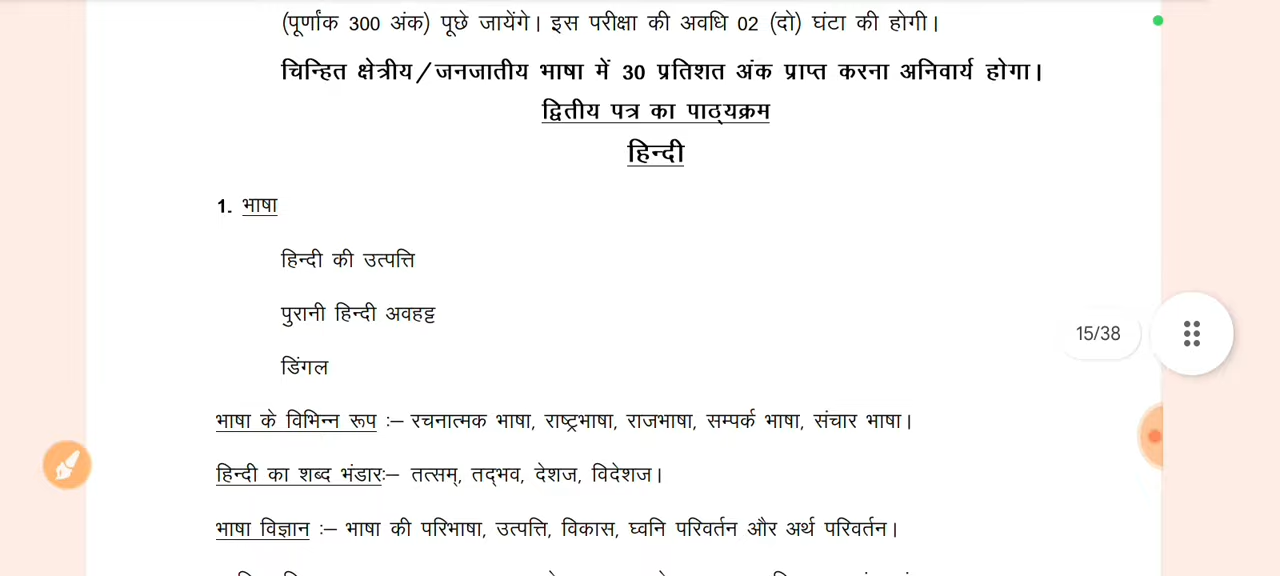 (पूर्णांक 300 अंक) पूछे जायेंगे। इस परीक्षा की अवधि 02 (दो) घंटा की होगी।
चिन्हित क्षेत्रीय/जनजातीय भाषा में 30 प्रतिशत अंक प्राप्त करना अनिवार्य होगा।
द्वितीय पत्र का पाठ्यक्रम
हिन्दी
1. भाषा
हिन्दी की उत्पत्ति
पुरानी हिन्दी अवहट्ट
डिंगल
15/38
भाषा के विभिन्न रूप :– रचनात्मक भाषा, राष्ट्रभाषा, राजभाषा, सम्पर्क भाषा, संचार भाषा।
हिन्दी का शब्द भंडारः– तत्सम्, तद्भव, देशज, विदेशज।
भाषा विज्ञान :– भाषा की परिभाषा, उत्पत्ति, विकास, घ्वनि परिवर्तन और अर्थ परिवर्तन।